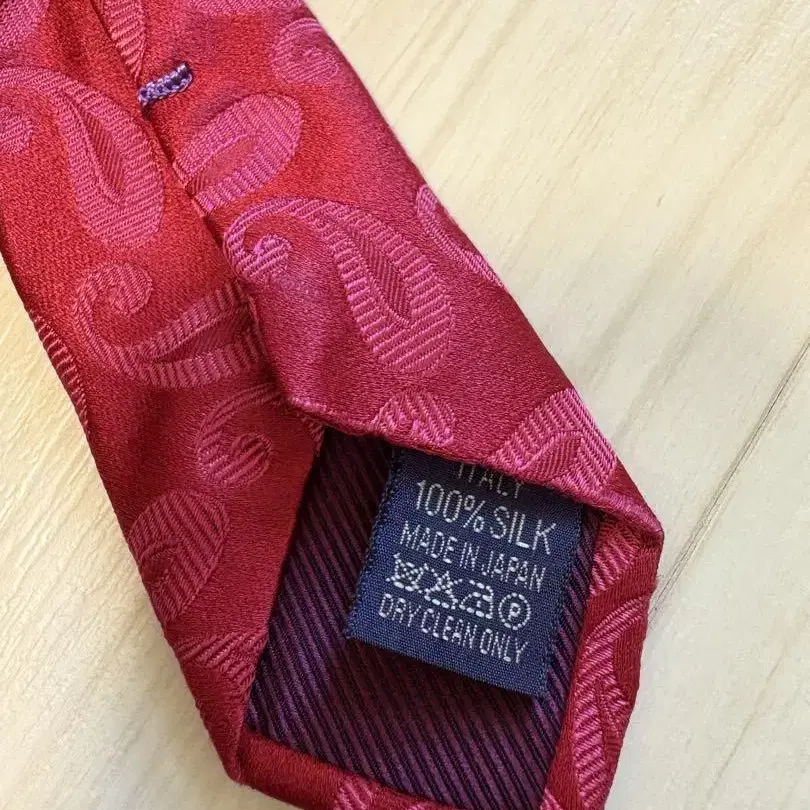 ITALY
100% SILK
MADE IN JAPAN
P
DRY CLEAN ONLY